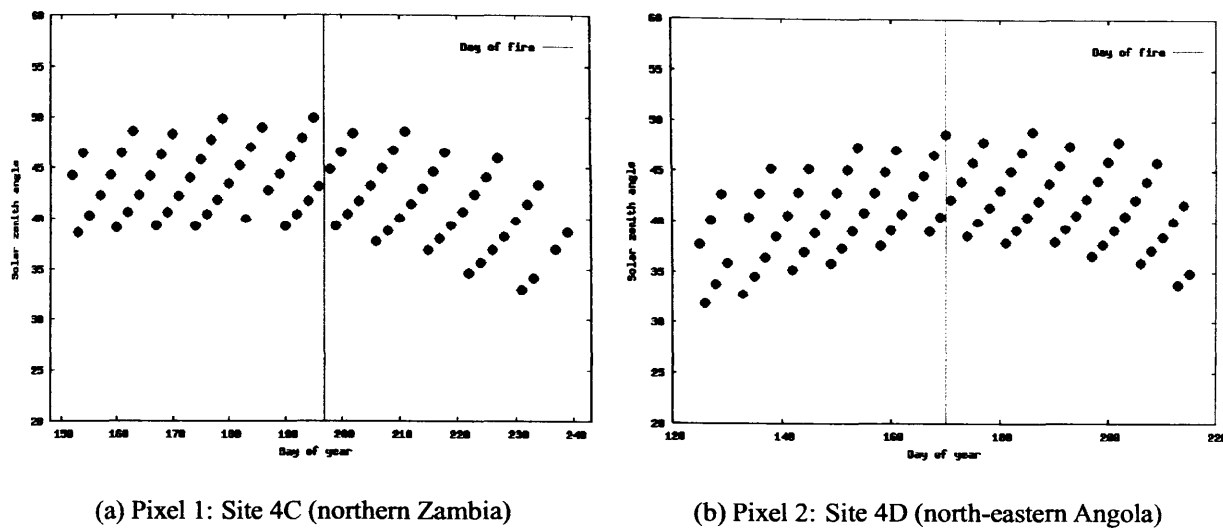 60
55
50
45
40
35
30
25
20
Solar zenith angle
Day of fire
150 160 170 180 190 200 210 220 230 240
Day of year
(a) Pixel 1: Site 4C (northern Zambia)
60
55
50
45
40
35
30
25
20
Solar zenith angle
Day of fire
120 140 160 180 200 220
Day of year
(b) Pixel 2: Site 4D (north-eastern Angola)